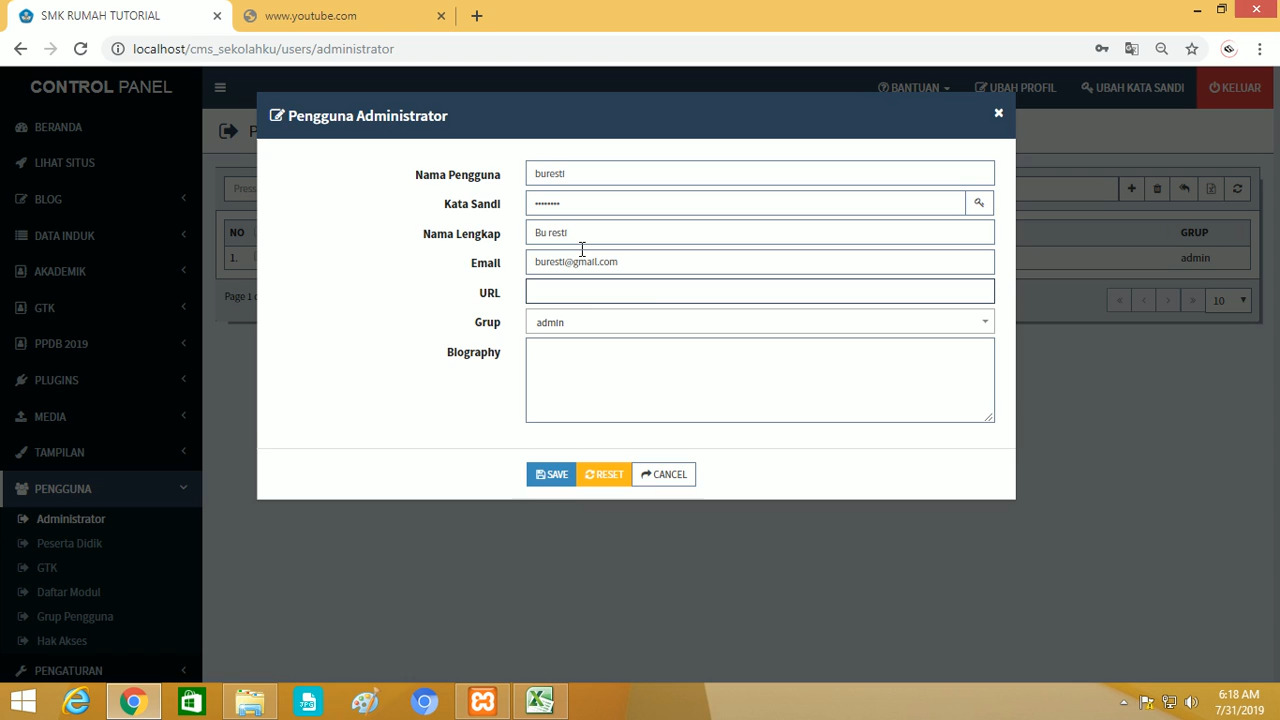 SMK RUMAH TUTORIAL
www.youtube.com
localhost/cms_sekolahku/users/administrator
CONTROL PANEL
BANTUAN
UBAH PROFIL
UBAH KATA SANDI
KELUAR
Pengguna Administrator
P
BERANDA
LIHAT SITUS
BLOG
DATA INDUK
AKADEMIK
GTK
PPDB 2019
PLUGINS
MEDIA
TAMPILAN
PENGGUNA
Administrator
Peserta Didik
GTK
Daftar Modul
Grup Pengguna
Hak Akses
PENGATURAN
Press
NO
GRUP
1.
admin
Page 1
10
Nama Pengguna
buresti
Kata Sandi
••••••••
Nama Lengkap
Bu resti
Email
buresti@gmail.com
URL
Grup
admin
Biography
SAVE
RESET
CANCEL
JPG
6:18 AM
7/31/2019